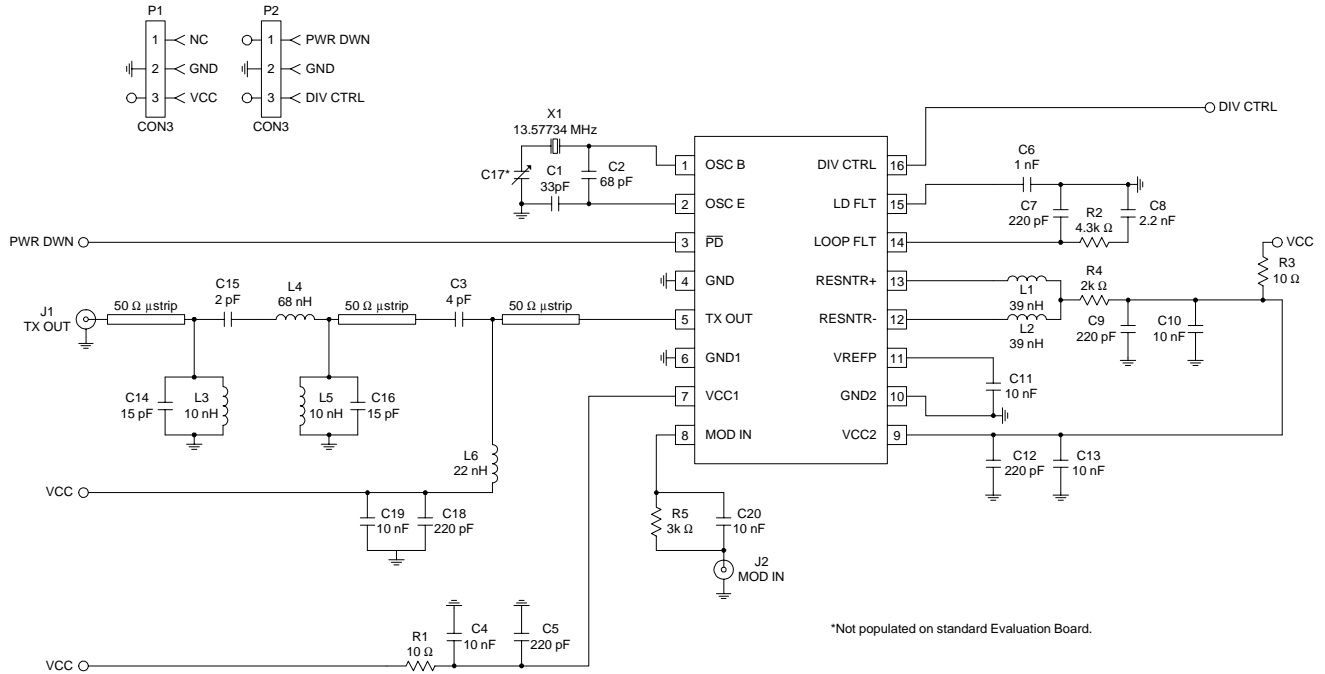 P1
P2
1
NC
2
GND
3
VCC
CON3
1
PWR DWN
2
GND
3
DIV CTRL
CON3
DIV CTRL
X1
13.57734 MHz
C17*
C1
33pF
C2
68 pF
1
OSC B
2
OSC E
3
PD
4
GND
5
TX OUT
6
GND1
7
VCC1
8
MOD IN
DIV CTRL
16
LD FLT
15
LOOP FLT
14
RESNTR+
13
RESNTR-
12
VREFP
11
GND2
10
VCC2
9
C6
1 nF
C7
220 pF
R2
4.3k Ω
C8
2.2 nF
VCC
R3
10 Ω
L1
39 nH
L2
39 nH
R4
2k Ω
C9
220 pF
C10
10 nF
C11
10 nF
C12
220 pF
C13
10 nF
PWR DWN
J1
TX OUT
50 Ω µstrip
C15
2 pF
L4
68 nH
50 Ω µstrip
C3
4 pF
50 Ω µstrip
C14
15 pF
L3
10 nH
L5
10 nH
C16
15 pF
L6
22 nH
VCC
C19
10 nF
C18
220 pF
R5
3k Ω
C20
10 nF
J2
MOD IN
VCC
R1
10 Ω
C4
10 nF
C5
220 pF
*Not populated on standard Evaluation Board.